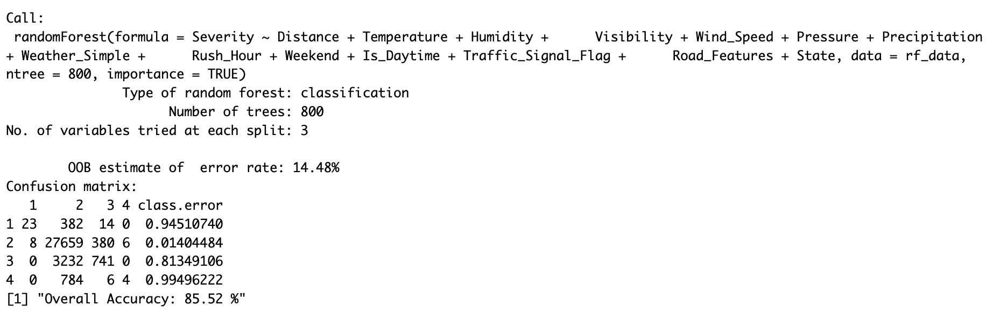 Call:
 randomForest(formula = Severity ~ Distance + Temperature + Humidity +      Visibility + Wind_Speed + Pressure + Precipitation
+ Weather_Simple +      Rush_Hour + Weekend + Is_Daytime + Traffic_Signal_Flag +      Road_Features + State, data = rf_data,
ntree = 800, importance = TRUE)
               Type of random forest: classification
                     Number of trees: 800
No. of variables tried at each split: 3

        OOB estimate of  error rate: 14.48%
Confusion matrix:
   1     2   3 4 class.error
1 23   382  14 0  0.94510740
2  8 27659 380 6  0.01404484
3  0  3232 741 0  0.81349106
4  0   784   6 4  0.99496222
[1] "Overall Accuracy: 85.52 %"